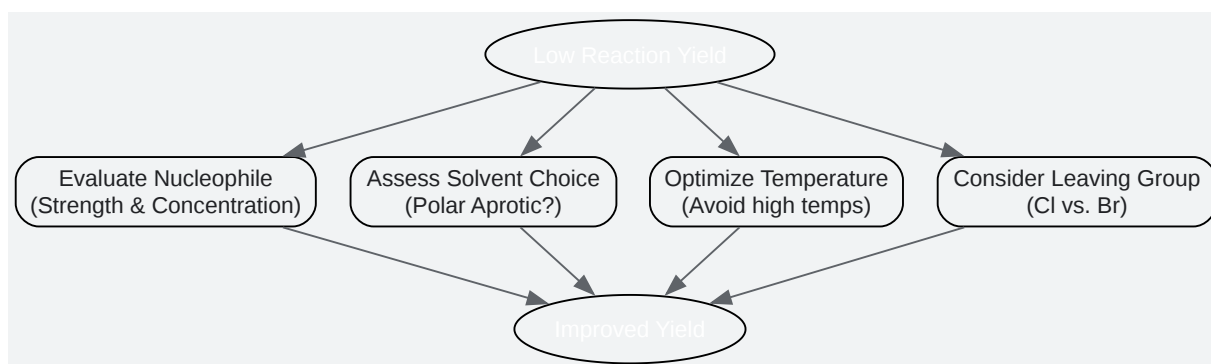 Low Reaction Yield
Evaluate Nucleophile
(Strength & Concentration)
Assess Solvent Choice
(Polar Aprotic?)
Optimize Temperature
(Avoid high temps)
Consider Leaving Group
(Cl vs. Br)
Improved Yield